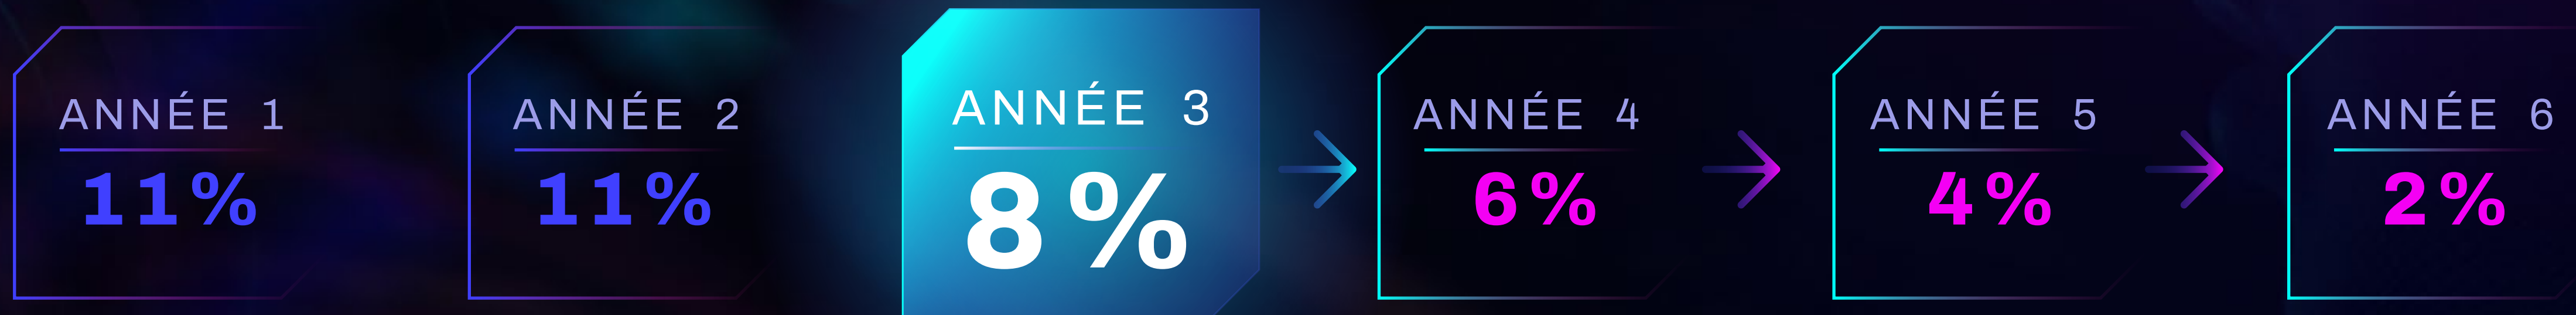 ANNÉE 1
11%
ANNÉE 2
11%
ANNÉE 3
8%
ANNÉE 4
6%
ANNÉE 5
4%
ANNÉE 6
2%